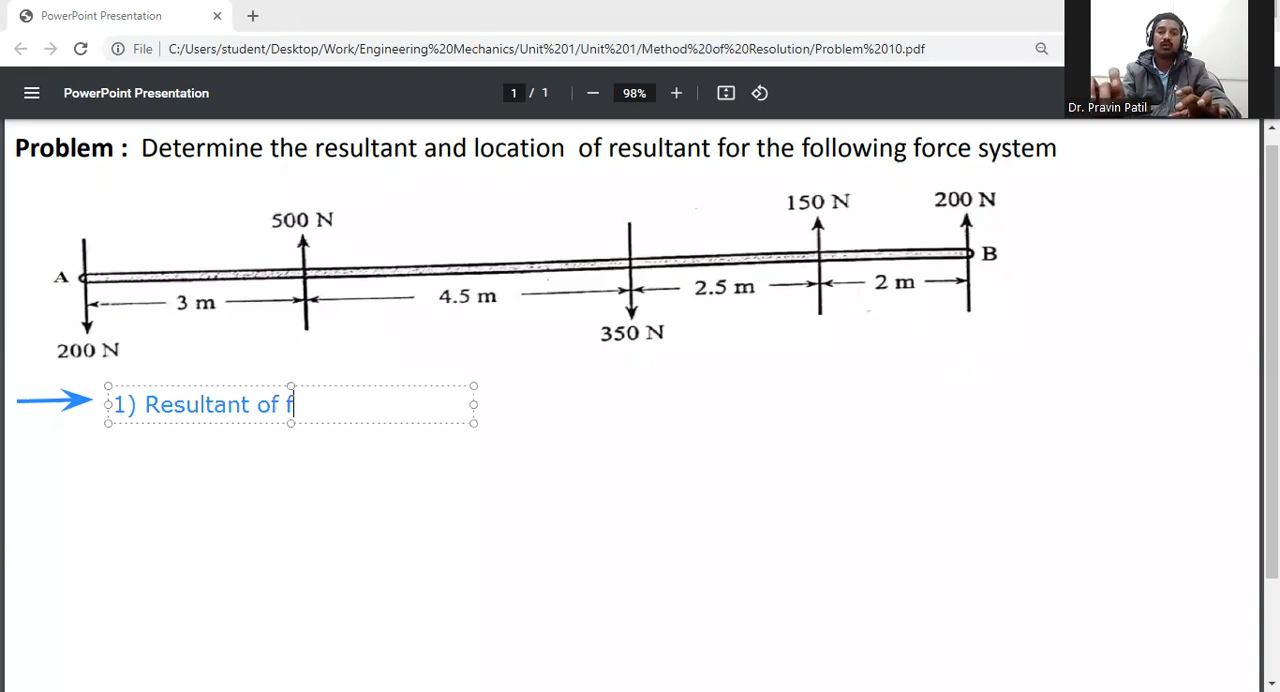 PowerPoint Presentation
File C:/Users/student/Desktop/Work/Engineering%20Mechanics/Unit%201/Unit%201/Method%20of%20Resolution/Problem%2010.pdf
PowerPoint Presentation
1 / 1
98%
Dr. Pravin Patil
Problem : Determine the resultant and location of resultant for the following force system
500 N
150 N
200 N
A
B
3 m
4.5 m
2.5 m
2 m
200 N
350 N
1) Resultant of f